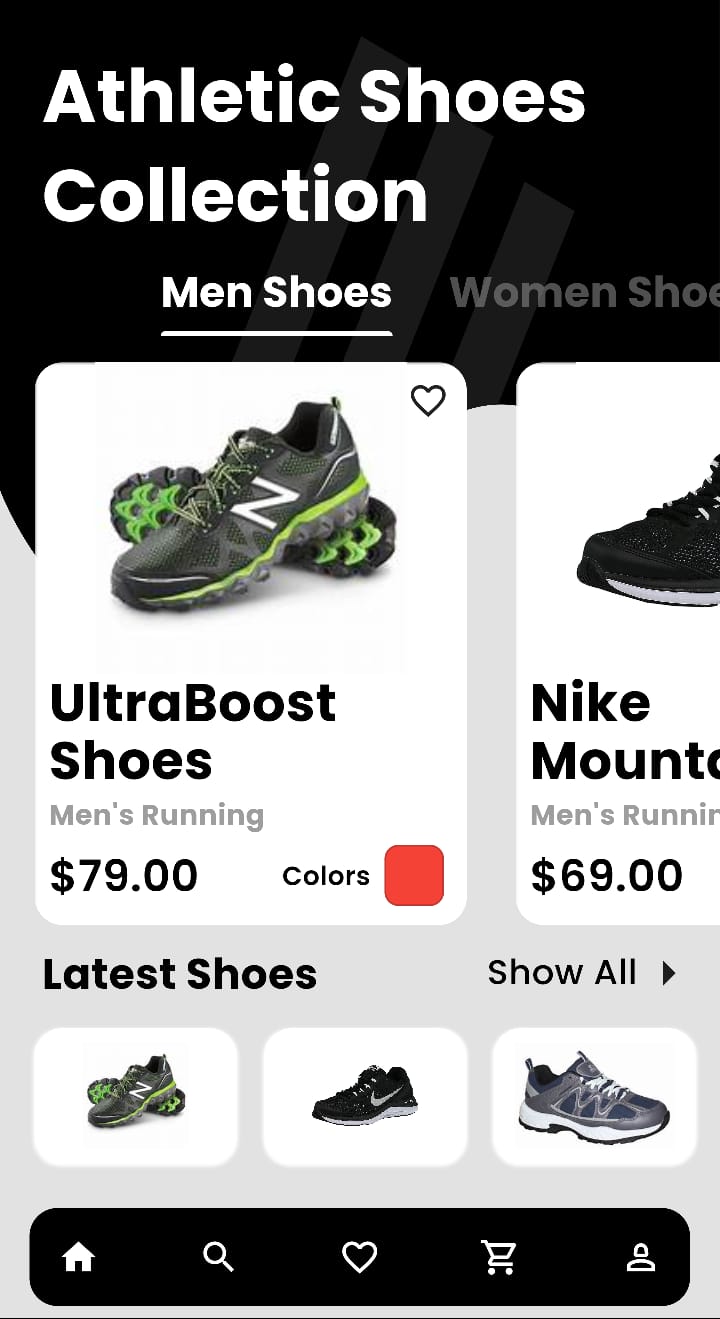 Athletic Shoes
Collection
Men Shoes
Women Shoe
UltraBoost
Shoes
Men's Running
$79.00
Colors
Nike
Mount
Men's Runnin
$69.00
Latest Shoes
Show All